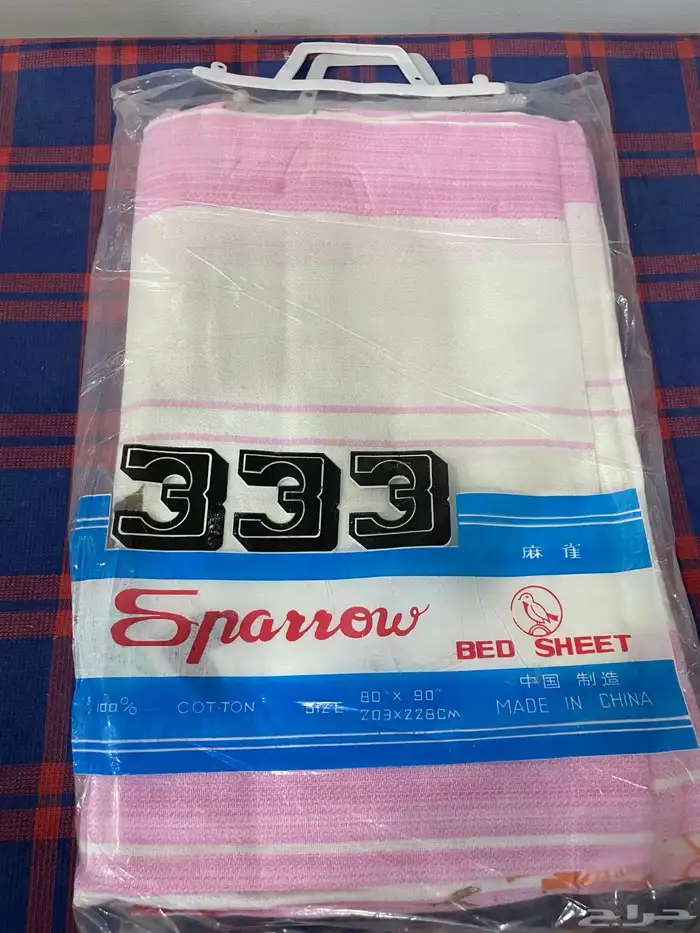 333
麻雀
Sparrow
BED SHEET
中国 制造
100% COTTON SIZE 80" X 90" MADE IN CHINA
203X228CM
حراج